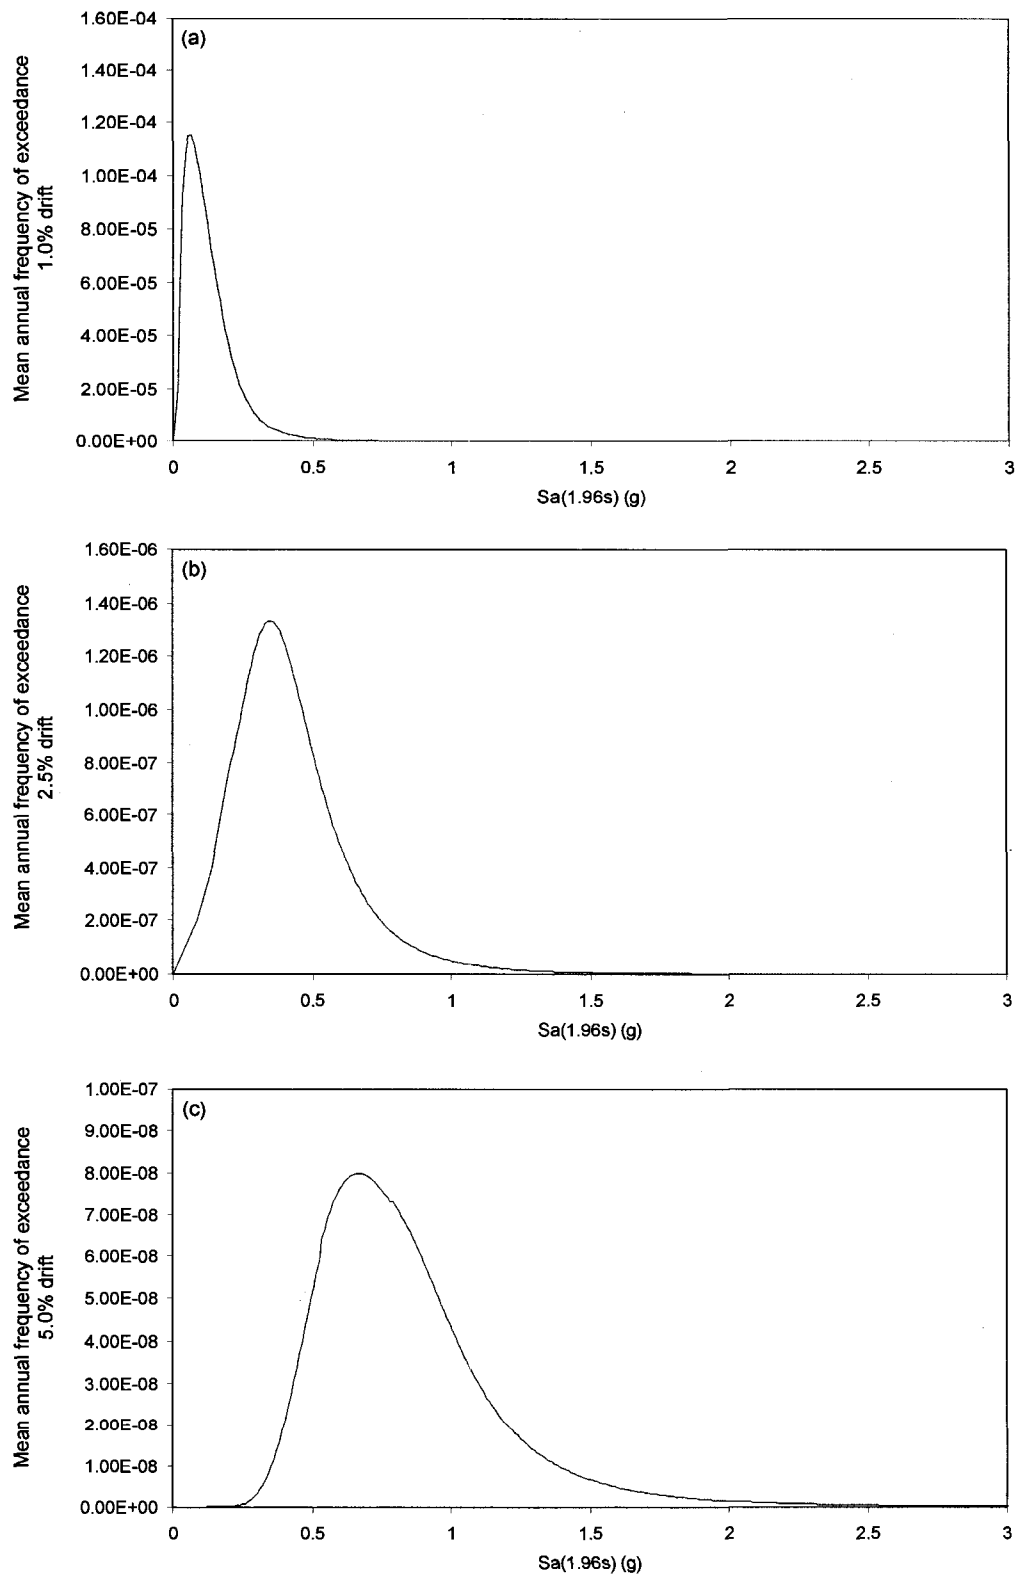 (a)
Mean annual frequency of exceedance
1.0% drift
1.60E-04
1.40E-04
1.20E-04
1.00E-04
8.00E-05
6.00E-05
4.00E-05
2.00E-05
0.00E+00
0 0.5 1 1.5 2 2.5 3
Sa(1.96s) (g)
(b)
Mean annual frequency of exceedance
2.5% drift
1.60E-06
1.40E-06
1.20E-06
1.00E-06
8.00E-07
6.00E-07
4.00E-07
2.00E-07
0.00E+00
0 0.5 1 1.5 2 2.5 3
Sa(1.96s) (g)
(c)
Mean annual frequency of exceedance
5.0% drift
1.00E-07
9.00E-08
8.00E-08
7.00E-08
6.00E-08
5.00E-08
4.00E-08
3.00E-08
2.00E-08
1.00E-08
0.00E+00
0 0.5 1 1.5 2 2.5 3
Sa(1.96s) (g)